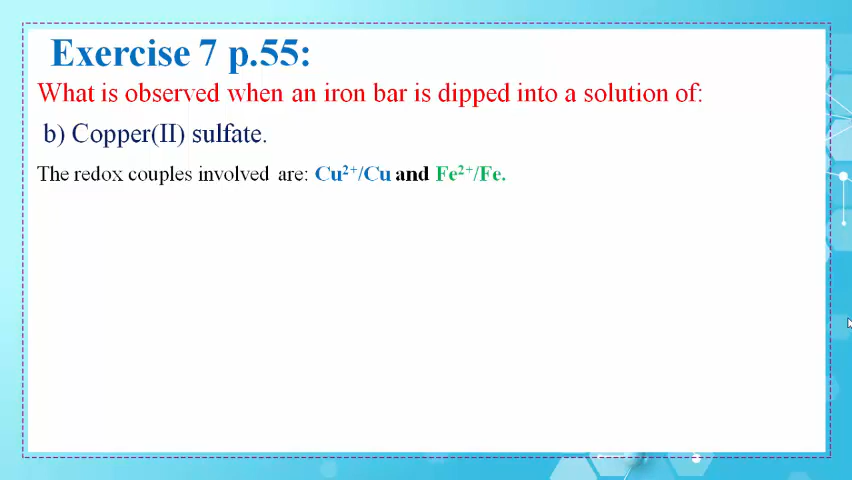 Exercise 7 p.55:
What is observed when an iron bar is dipped into a solution of:
b) Copper(II) sulfate.
The redox couples involved are: Cu²⁺/Cu and Fe²⁺/Fe.